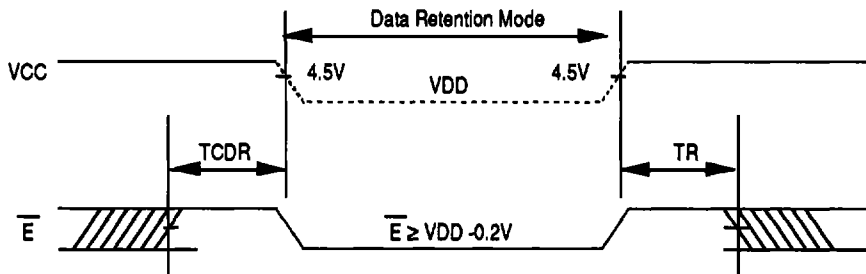 Data Retention Mode
VCC
4.5V
VDD
4.5V
TCDR
TR
E̅
E̅ ≥ VDD -0.2V